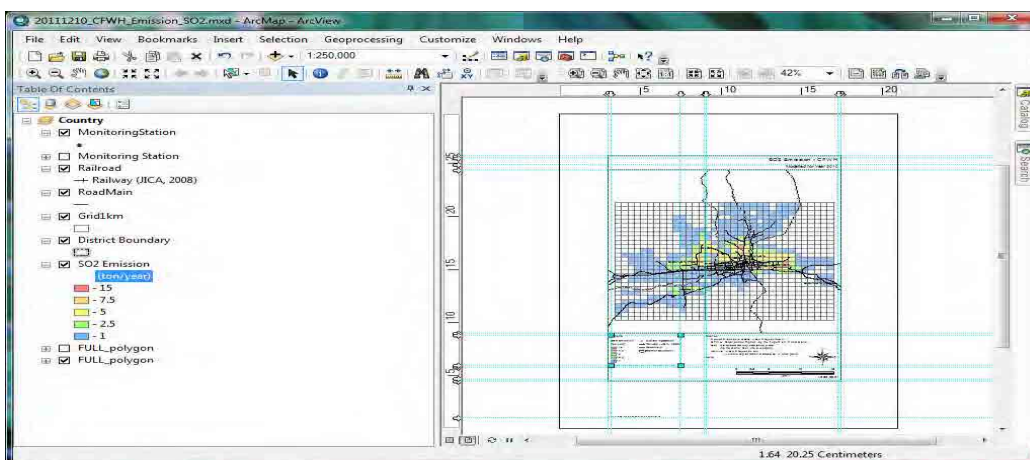 20111210_CFWH_Emission_SO2.mxd - ArcMap - ArcView
File Edit View Bookmarks Insert Selection Geoprocessing Customize Windows Help
1:250,000
42%
Table Of Contents
Country
MonitoringStation
Monitoring Station
Railroad
Railway (JICA, 2008)
RoadMain
Grid1km
District Boundary
SO2 Emission
(ton/year)
- 15
- 7.5
- 5
- 2.5
- 1
FULL_polygon
FULL_polygon
5 10 15 20
20
15
10
5
SO2 Emission : CFWH
Catalog
Search
1.64 20.25 Centimeters